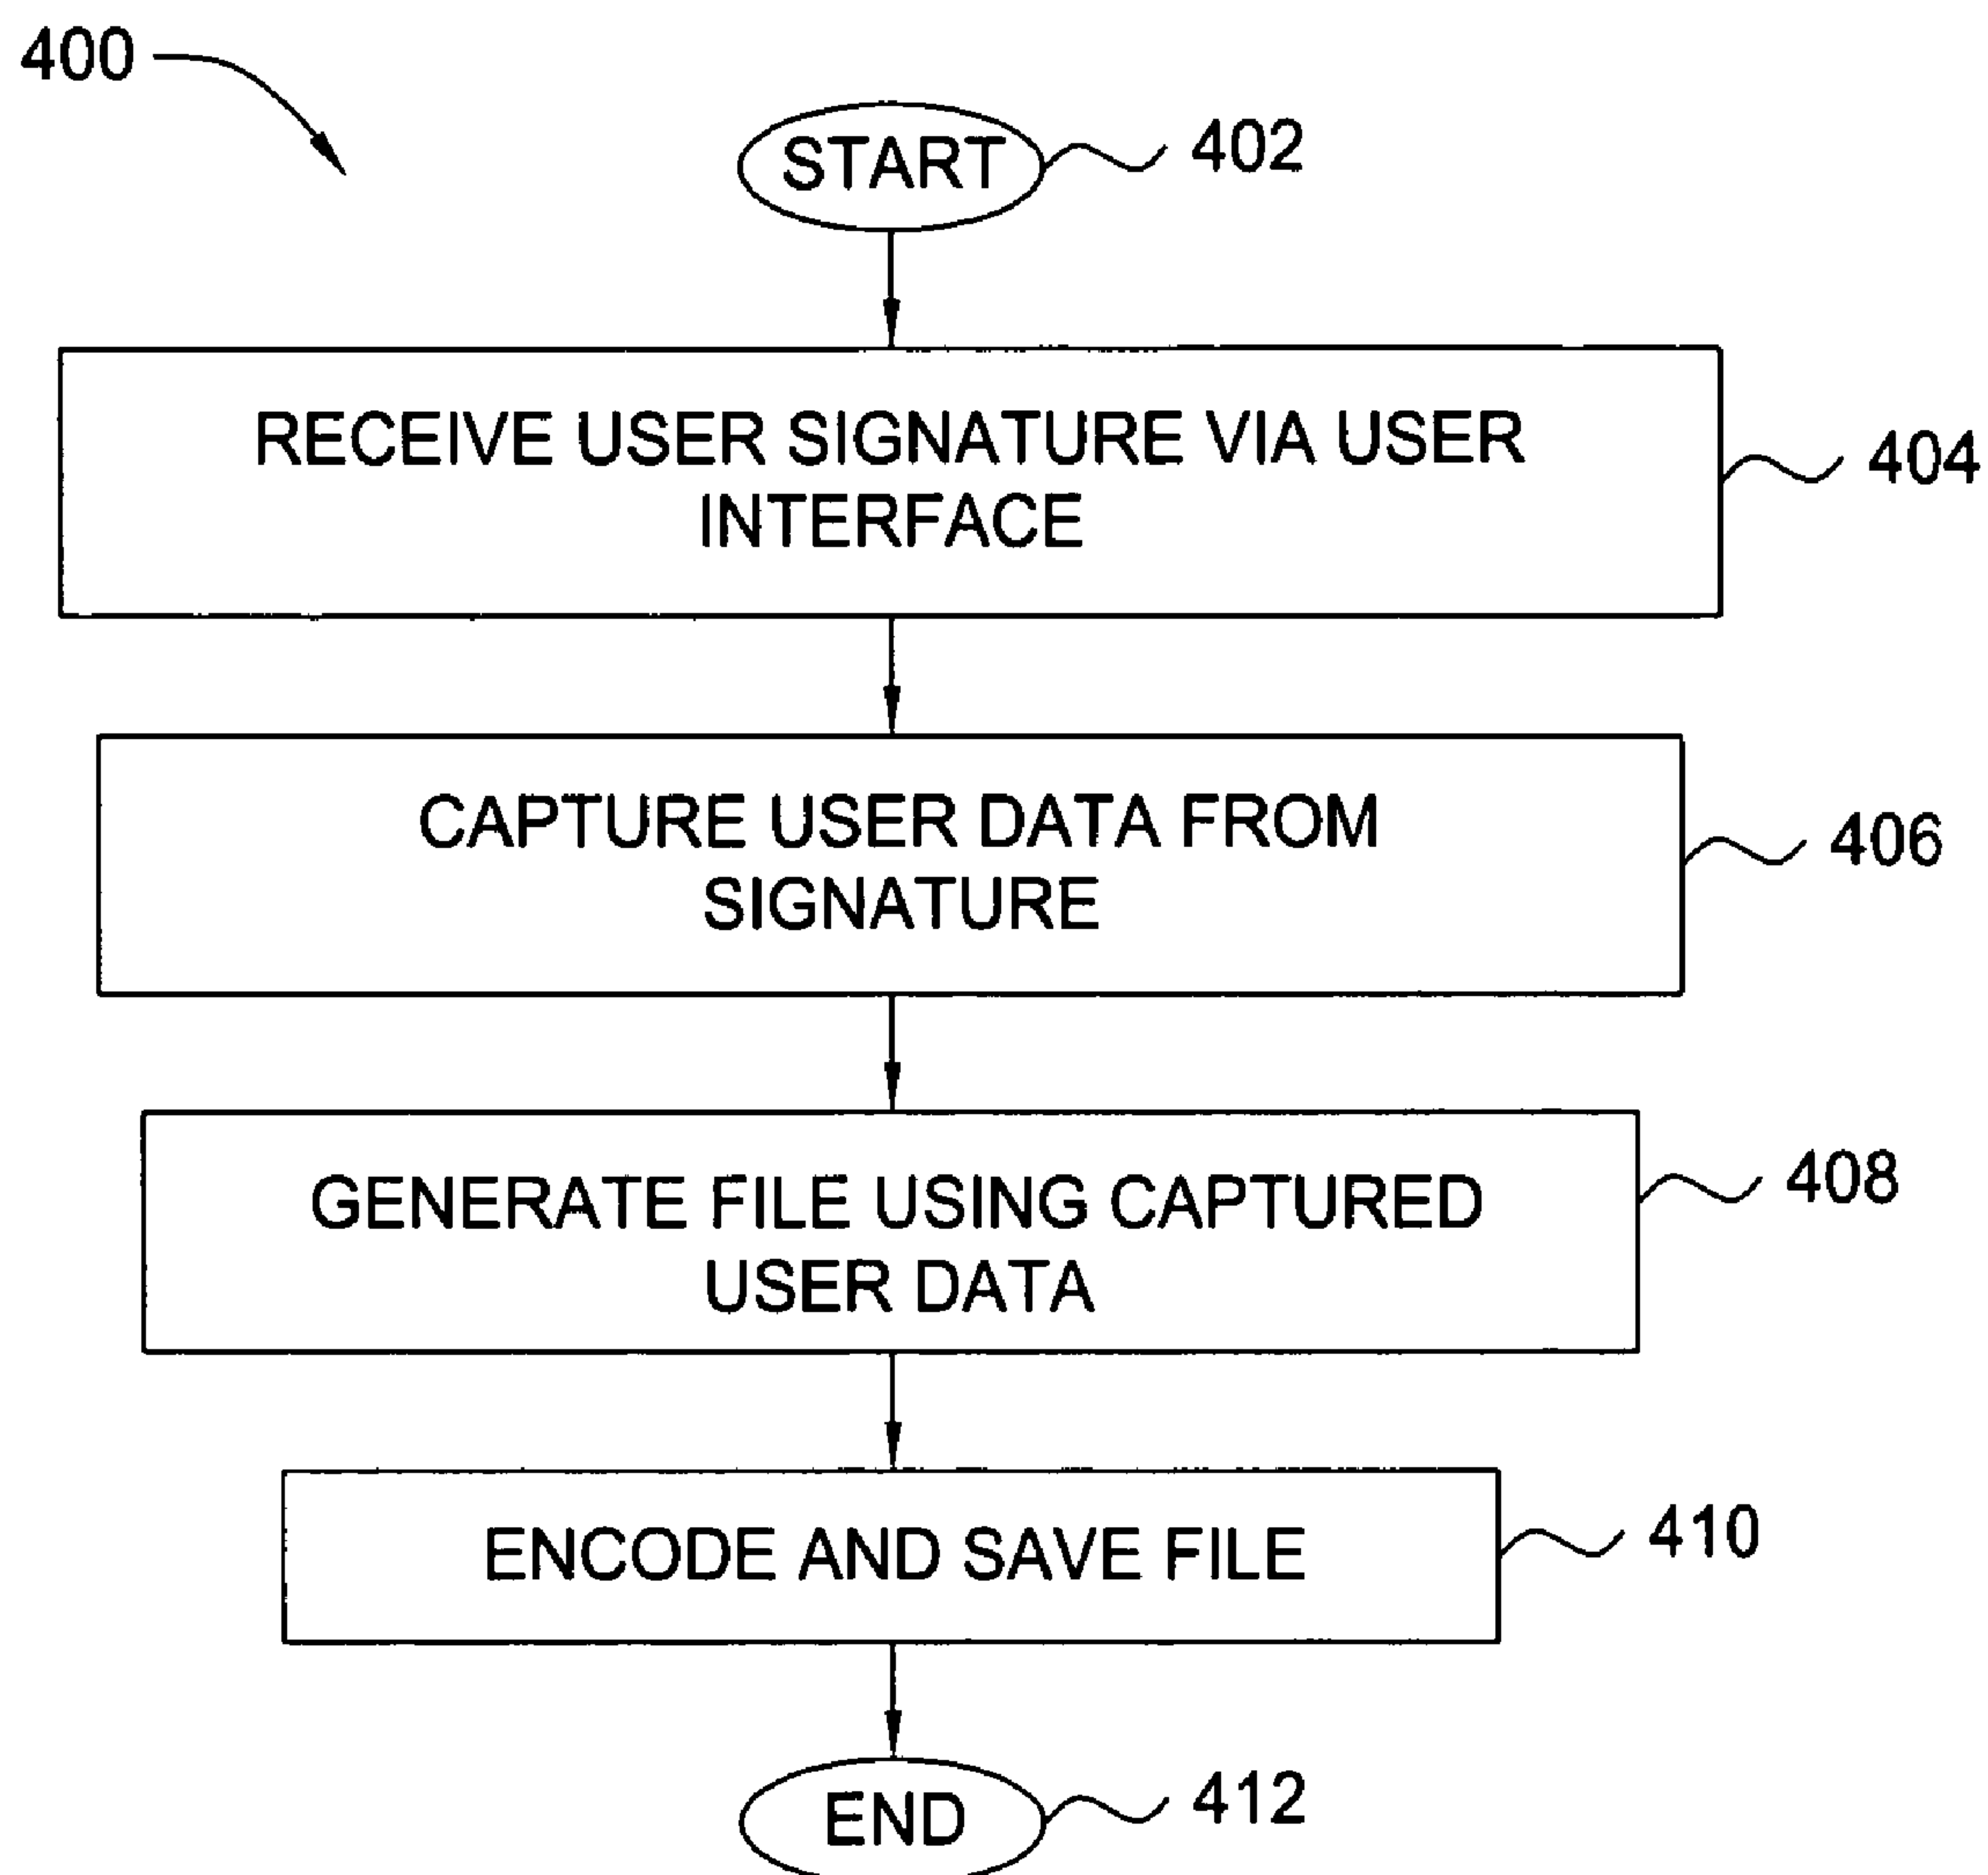 400
START
402
RECEIVE USER SIGNATURE VIA USER
INTERFACE
404
CAPTURE USER DATA FROM
SIGNATURE
406
GENERATE FILE USING CAPTURED
USER DATA
408
ENCODE AND SAVE FILE
410
END
412